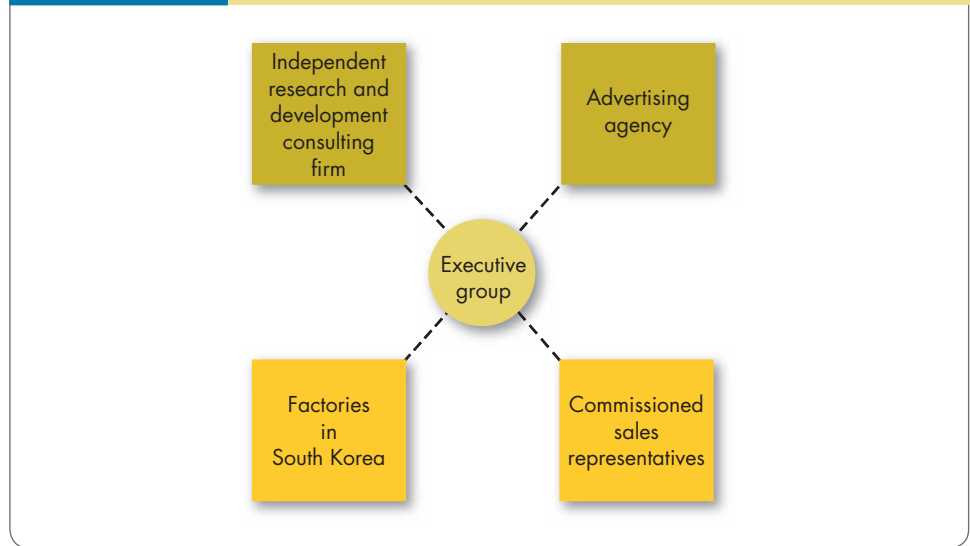 Independent
research and
development
consulting
firm
Advertising
agency
Executive
group
Factories
in
South Korea
Commissioned
sales
representatives